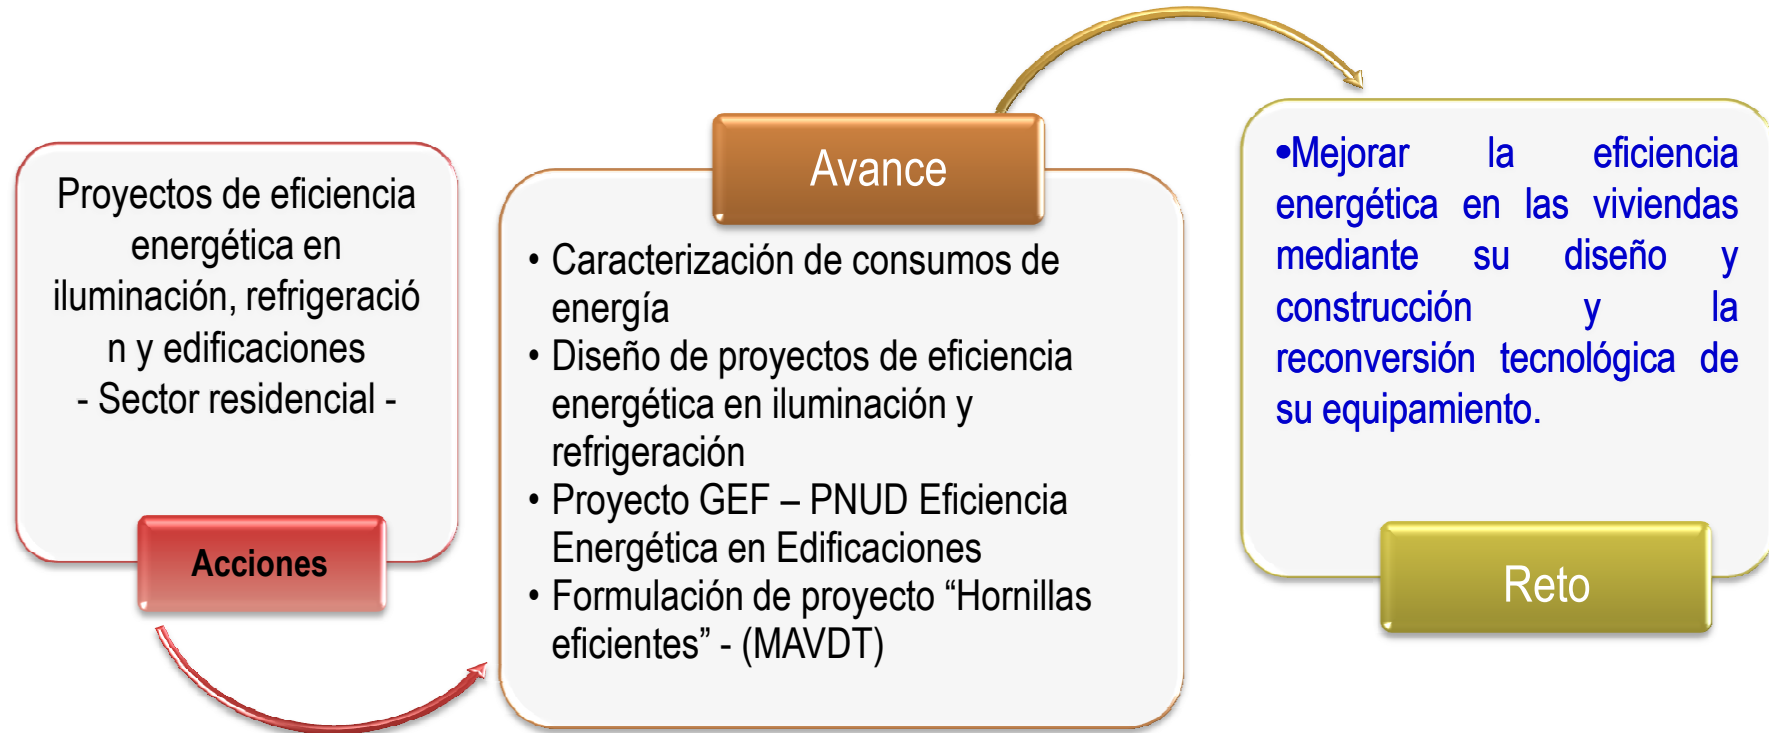 Proyectos de eficiencia
energética en
iluminación, refrigeració
n y edificaciones
- Sector residencial -
Acciones
Avance
• Caracterización de consumos de
energía
• Diseño de proyectos de eficiencia
energética en iluminación y
refrigeración
• Proyecto GEF – PNUD Eficiencia
Energética en Edificaciones
• Formulación de proyecto “Hornillas
eficientes” - (MAVDT)
•Mejorar la eficiencia
energética en las viviendas
mediante su diseño y
construcción y la
reconversión tecnológica de
su equipamiento.
Reto